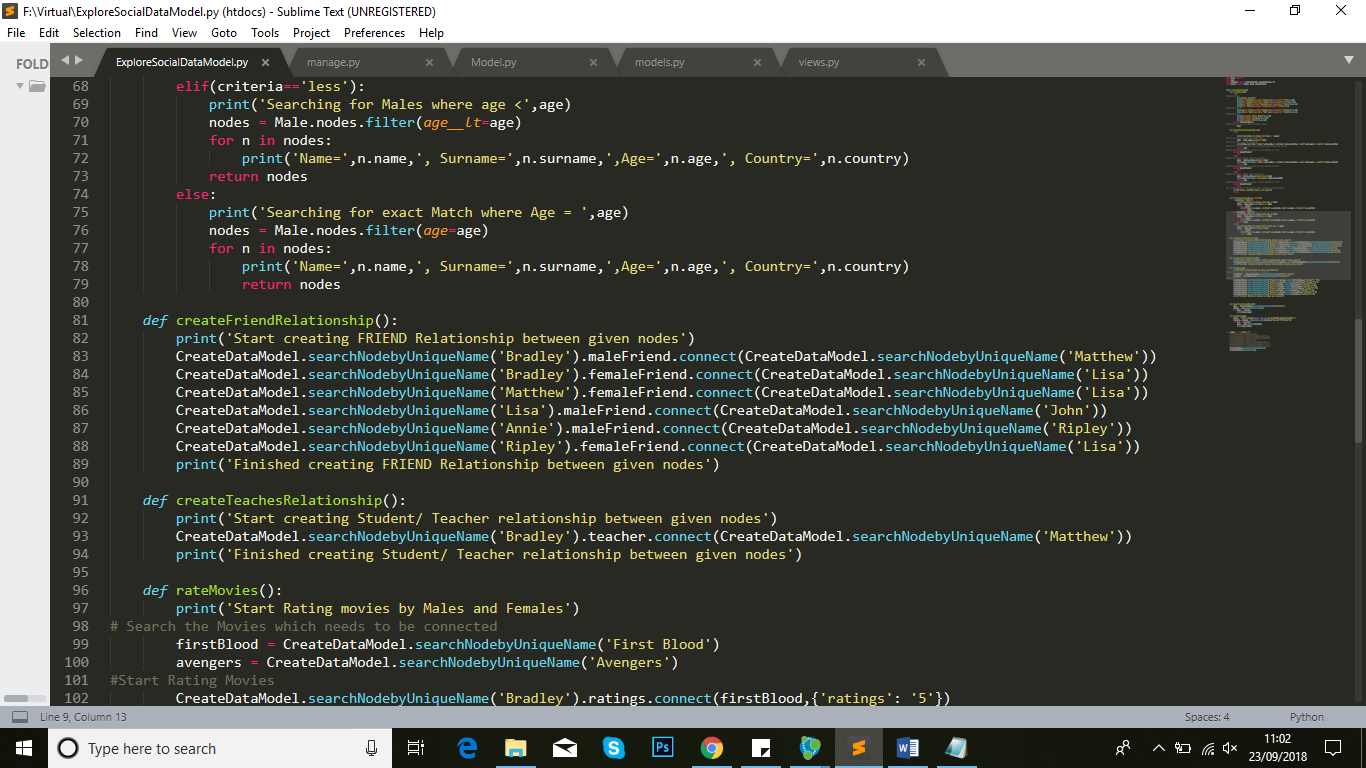 F:\Virtual\ExploreSocialDataModel.py (htdocs) - Sublime Text (UNREGISTERED)
File Edit Selection Find View Goto Tools Project Preferences Help
FOLD
ExploreSocialDataModel.py × manage.py × Model.py × models.py × views.py ×
68 elif(criteria=='less'):
69 print('Searching for Males where age <',age)
70 nodes = Male.nodes.filter(age__lt=age)
71 for n in nodes:
72 print('Name=',n.name,', Surname=',n.surname,',Age=',n.age,', Country=',n.country)
73 return nodes
74 else:
75 print('Searching for exact Match where Age = ',age)
76 nodes = Male.nodes.filter(age=age)
77 for n in nodes:
78 print('Name=',n.name,', Surname=',n.surname,',Age=',n.age,', Country=',n.country)
79 return nodes
80
81 def createFriendRelationship():
82 print('Start creating FRIEND Relationship between given nodes')
83 CreateDataModel.searchNodebyUniqueName('Bradley').maleFriend.connect(CreateDataModel.searchNodebyUniqueName('Matthew'))
84 CreateDataModel.searchNodebyUniqueName('Bradley').femaleFriend.connect(CreateDataModel.searchNodebyUniqueName('Lisa'))
85 CreateDataModel.searchNodebyUniqueName('Matthew').femaleFriend.connect(CreateDataModel.searchNodebyUniqueName('Lisa'))
86 CreateDataModel.searchNodebyUniqueName('Lisa').maleFriend.connect(CreateDataModel.searchNodebyUniqueName('John'))
87 CreateDataModel.searchNodebyUniqueName('Annie').maleFriend.connect(CreateDataModel.searchNodebyUniqueName('Ripley'))
88 CreateDataModel.searchNodebyUniqueName('Ripley').femaleFriend.connect(CreateDataModel.searchNodebyUniqueName('Lisa'))
89 print('Finished creating FRIEND Relationship between given nodes')
90
91 def createTeachesRelationship():
92 print('Start creating Student/ Teacher relationship between given nodes')
93 CreateDataModel.searchNodebyUniqueName('Bradley').teacher.connect(CreateDataModel.searchNodebyUniqueName('Matthew'))
94 print('Finished creating Student/ Teacher relationship between given nodes')
95
96 def rateMovies():
97 print('Start Rating movies by Males and Females')
98 # Search the Movies which needs to be connected
99 firstBlood = CreateDataModel.searchNodebyUniqueName('First Blood')
100 avengers = CreateDataModel.searchNodebyUniqueName('Avengers')
101 #Start Rating Movies
102 CreateDataModel.searchNodebyUniqueName('Bradley').ratings.connect(firstBlood,{'ratings': '5'})
Line 9, Column 13 Spaces: 4 Python
Type here to search
Ps
11:02
23/09/2018